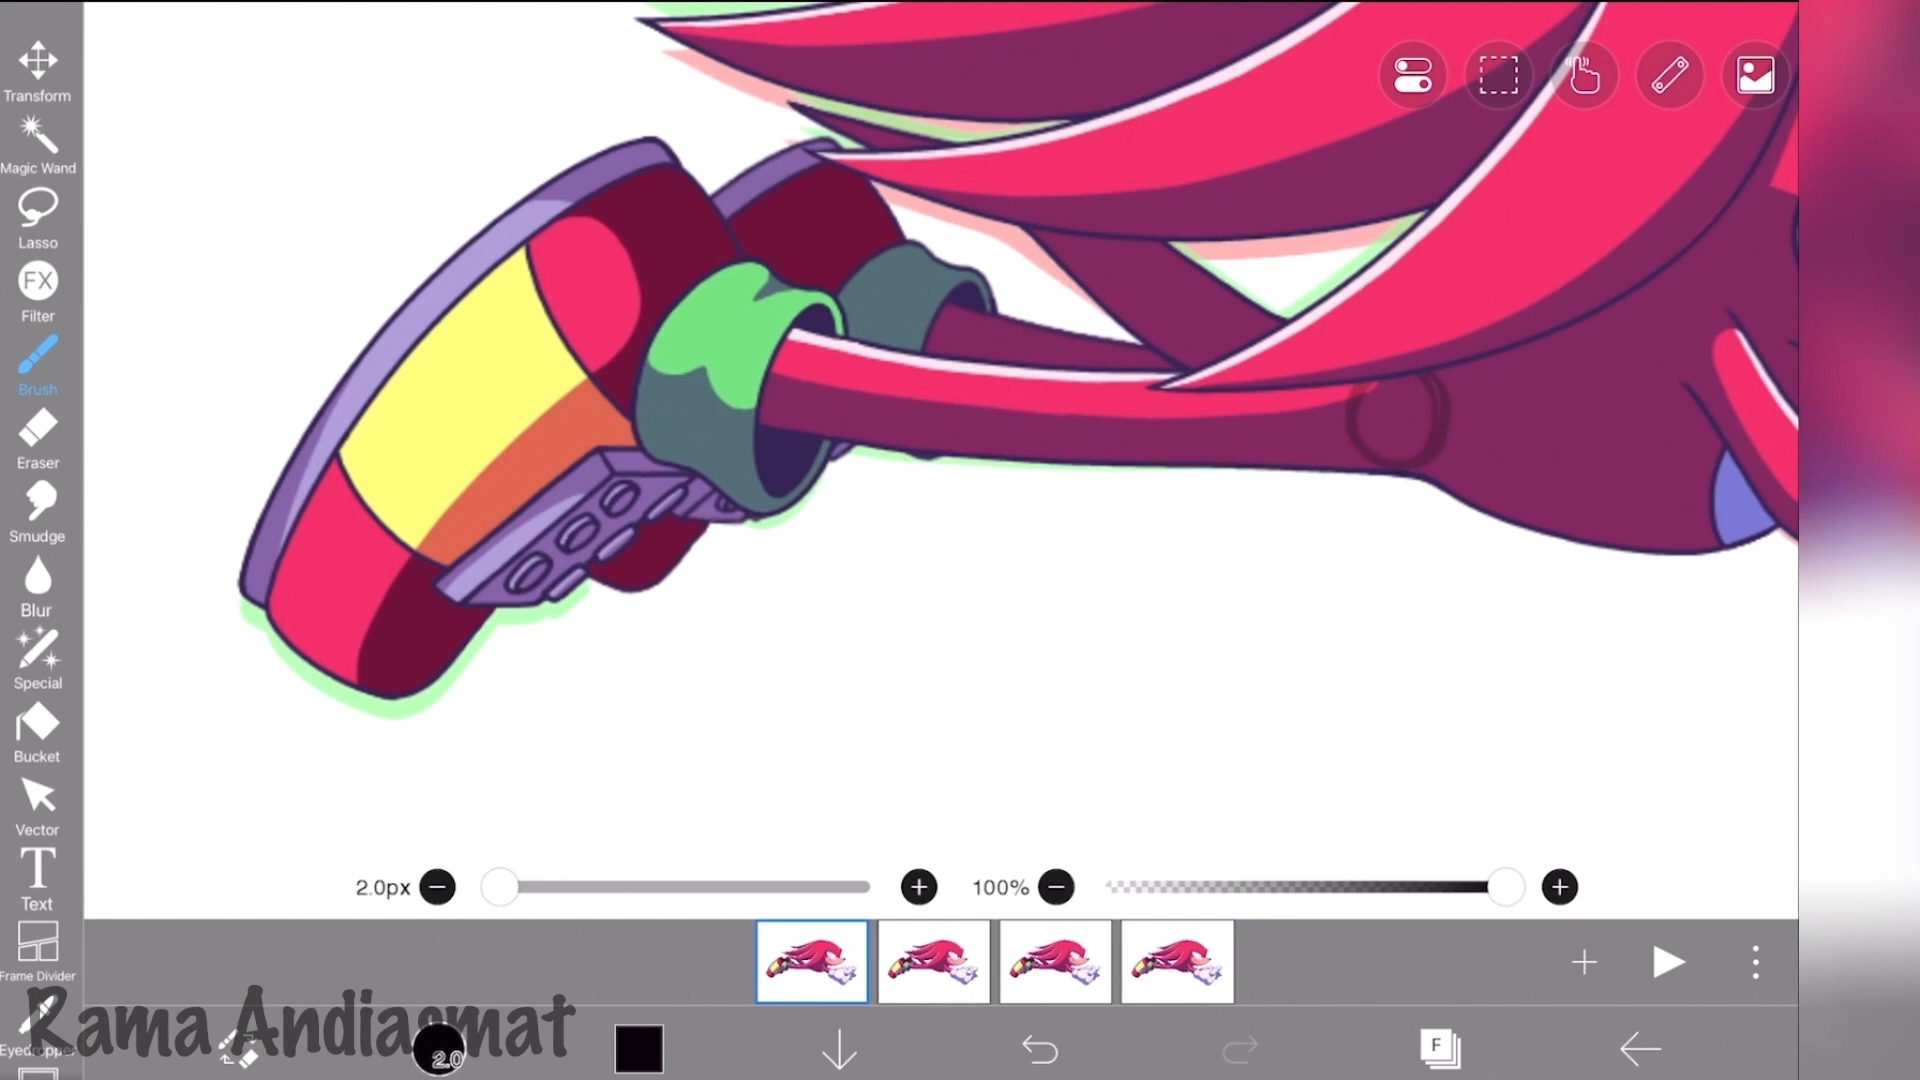 Transform
Magic Wand
Lasso
FX
Filter
Brush
Eraser
Smudge
Blur
Special
Bucket
Vector
T
Text
Frame Divider
Eyedropper
2.0px
100%
Rama Andiasmat
2.0
F